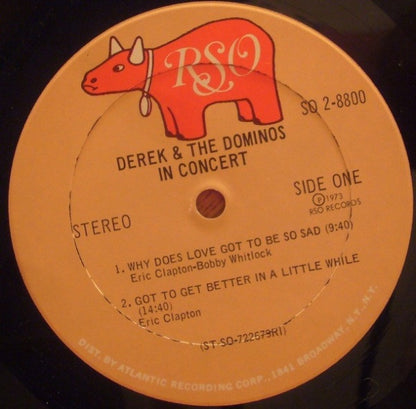 RSO
SO 2-8800
DEREK & THE DOMINOS
IN CONCERT
STEREO
SIDE ONE
Ⓟ1973
RSO RECORDS
1. WHY DOES LOVE GOT TO BE SO SAD (9:40)
Eric Clapton-Bobby Whitlock
2. GOT TO GET BETTER IN A LITTLE WHILE
(14:40)
Eric Clapton
(ST-SO-722679RI)
DIST. BY ATLANTIC RECORDING CORP., 1841 BROADWAY, N.Y., N.Y.